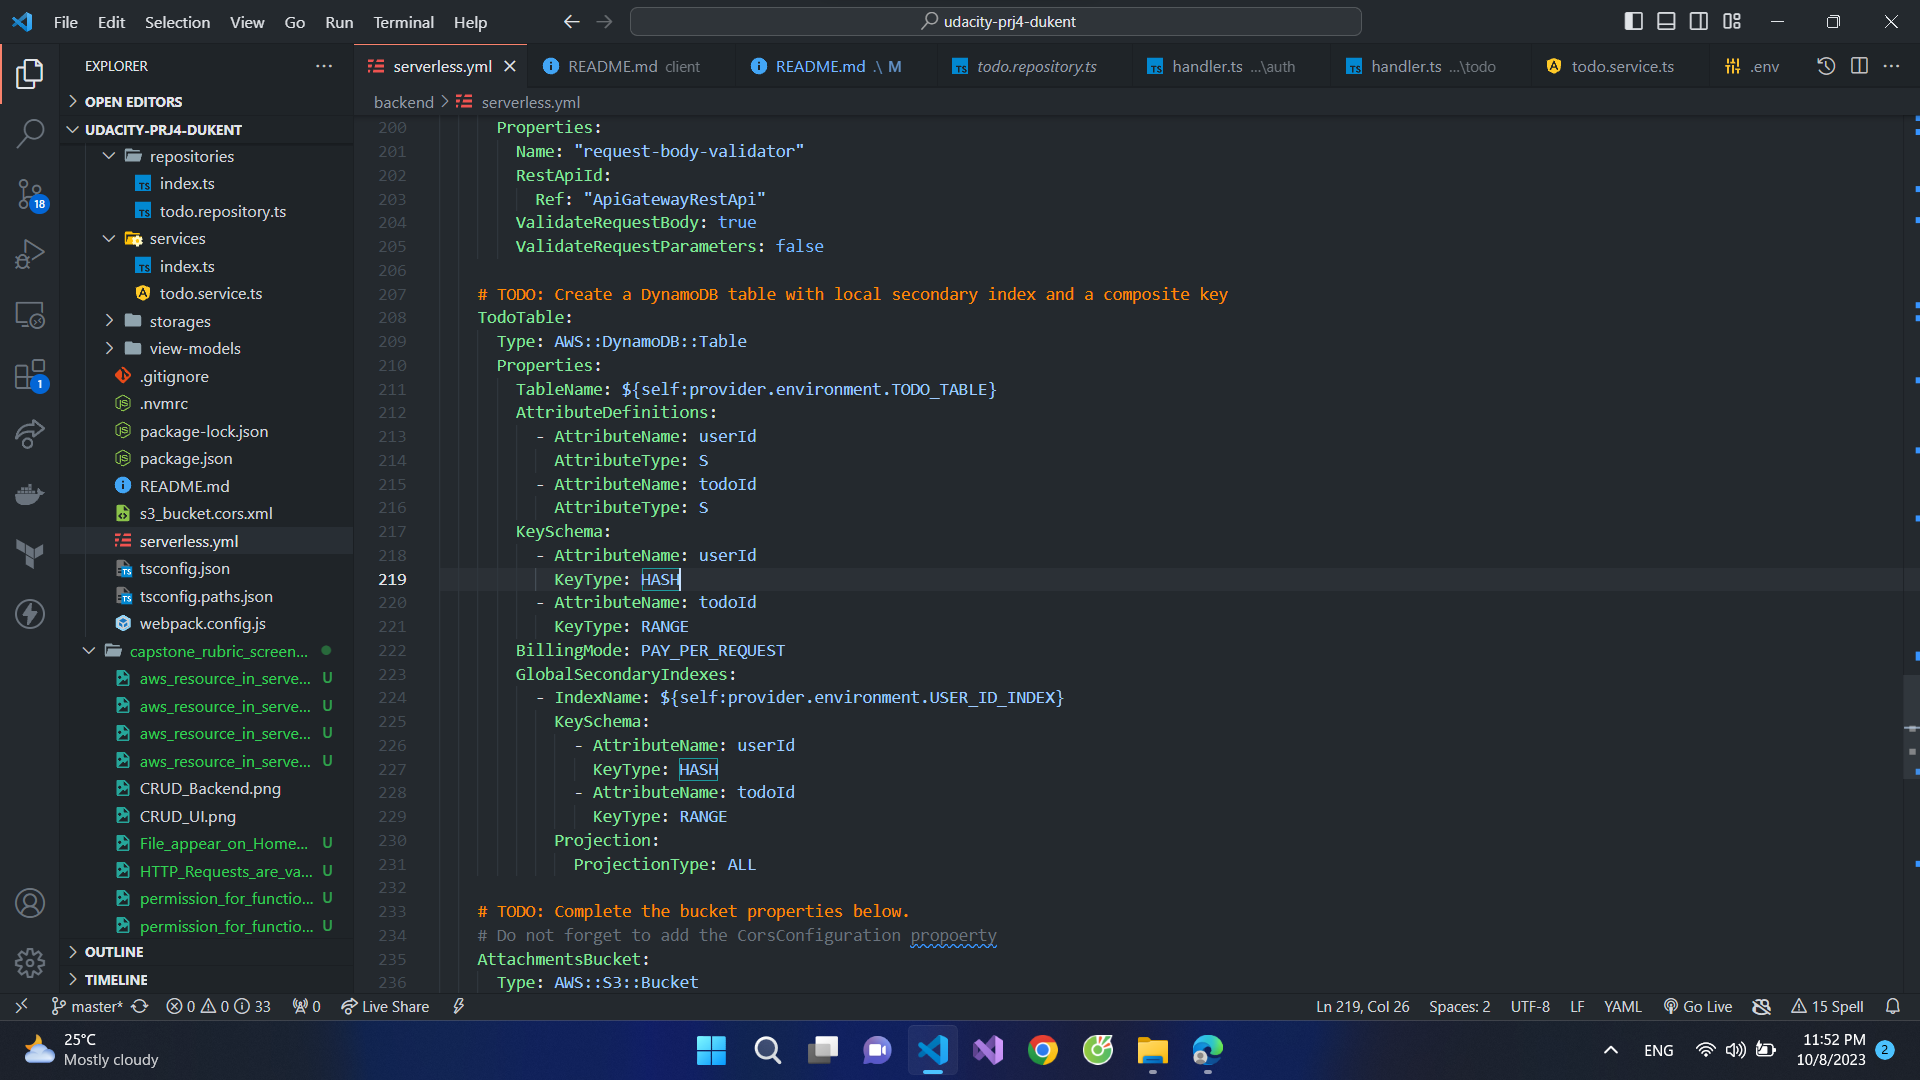 File Edit Selection View Go Run Terminal Help
udacity-prj4-dukent
EXPLORER
OPEN EDITORS
UDACITY-PRJ4-DUKENT
repositories
index.ts
todo.repository.ts
services
index.ts
todo.service.ts
storages
view-models
.gitignore
.nvmrc
package-lock.json
package.json
README.md
s3_bucket.cors.xml
serverless.yml
tsconfig.json
tsconfig.paths.json
webpack.config.js
capstone_rubric_screen...
aws_resource_in_serve... U
aws_resource_in_serve... U
aws_resource_in_serve... U
aws_resource_in_serve... U
CRUD_Backend.png
CRUD_UI.png
File_appear_on_Home... U
HTTP_Requests_are_va... U
permission_for_functio... U
permission_for_functio... U
OUTLINE
TIMELINE
18
1
serverless.yml README.md client README.md .\ M todo.repository.ts handler.ts ...\auth handler.ts ...\todo todo.service.ts .env
backend > serverless.yml
200 Properties:
201 Name: "request-body-validator"
202 RestApiId:
203 Ref: "ApiGatewayRestApi"
204 ValidateRequestBody: true
205 ValidateRequestParameters: false
206
207 # TODO: Create a DynamoDB table with local secondary index and a composite key
208 TodoTable:
209 Type: AWS::DynamoDB::Table
210 Properties:
211 TableName: ${self:provider.environment.TODO_TABLE}
212 AttributeDefinitions:
213 - AttributeName: userId
214 AttributeType: S
215 - AttributeName: todoId
216 AttributeType: S
217 KeySchema:
218 - AttributeName: userId
219 KeyType: HASH
220 - AttributeName: todoId
221 KeyType: RANGE
222 BillingMode: PAY_PER_REQUEST
223 GlobalSecondaryIndexes:
224 - IndexName: ${self:provider.environment.USER_ID_INDEX}
225 KeySchema:
226 - AttributeName: userId
227 KeyType: HASH
228 - AttributeName: todoId
229 KeyType: RANGE
230 Projection:
231 ProjectionType: ALL
232
233 # TODO: Complete the bucket properties below.
234 # Do not forget to add the CorsConfiguration propoerty
235 AttachmentsBucket:
236 Type: AWS::S3::Bucket
master* 0 0 33 0 Live Share Ln 219, Col 26 Spaces: 2 UTF-8 LF YAML Go Live 15 Spell
25°C
Mostly cloudy
ENG
11:52 PM
10/8/2023
2